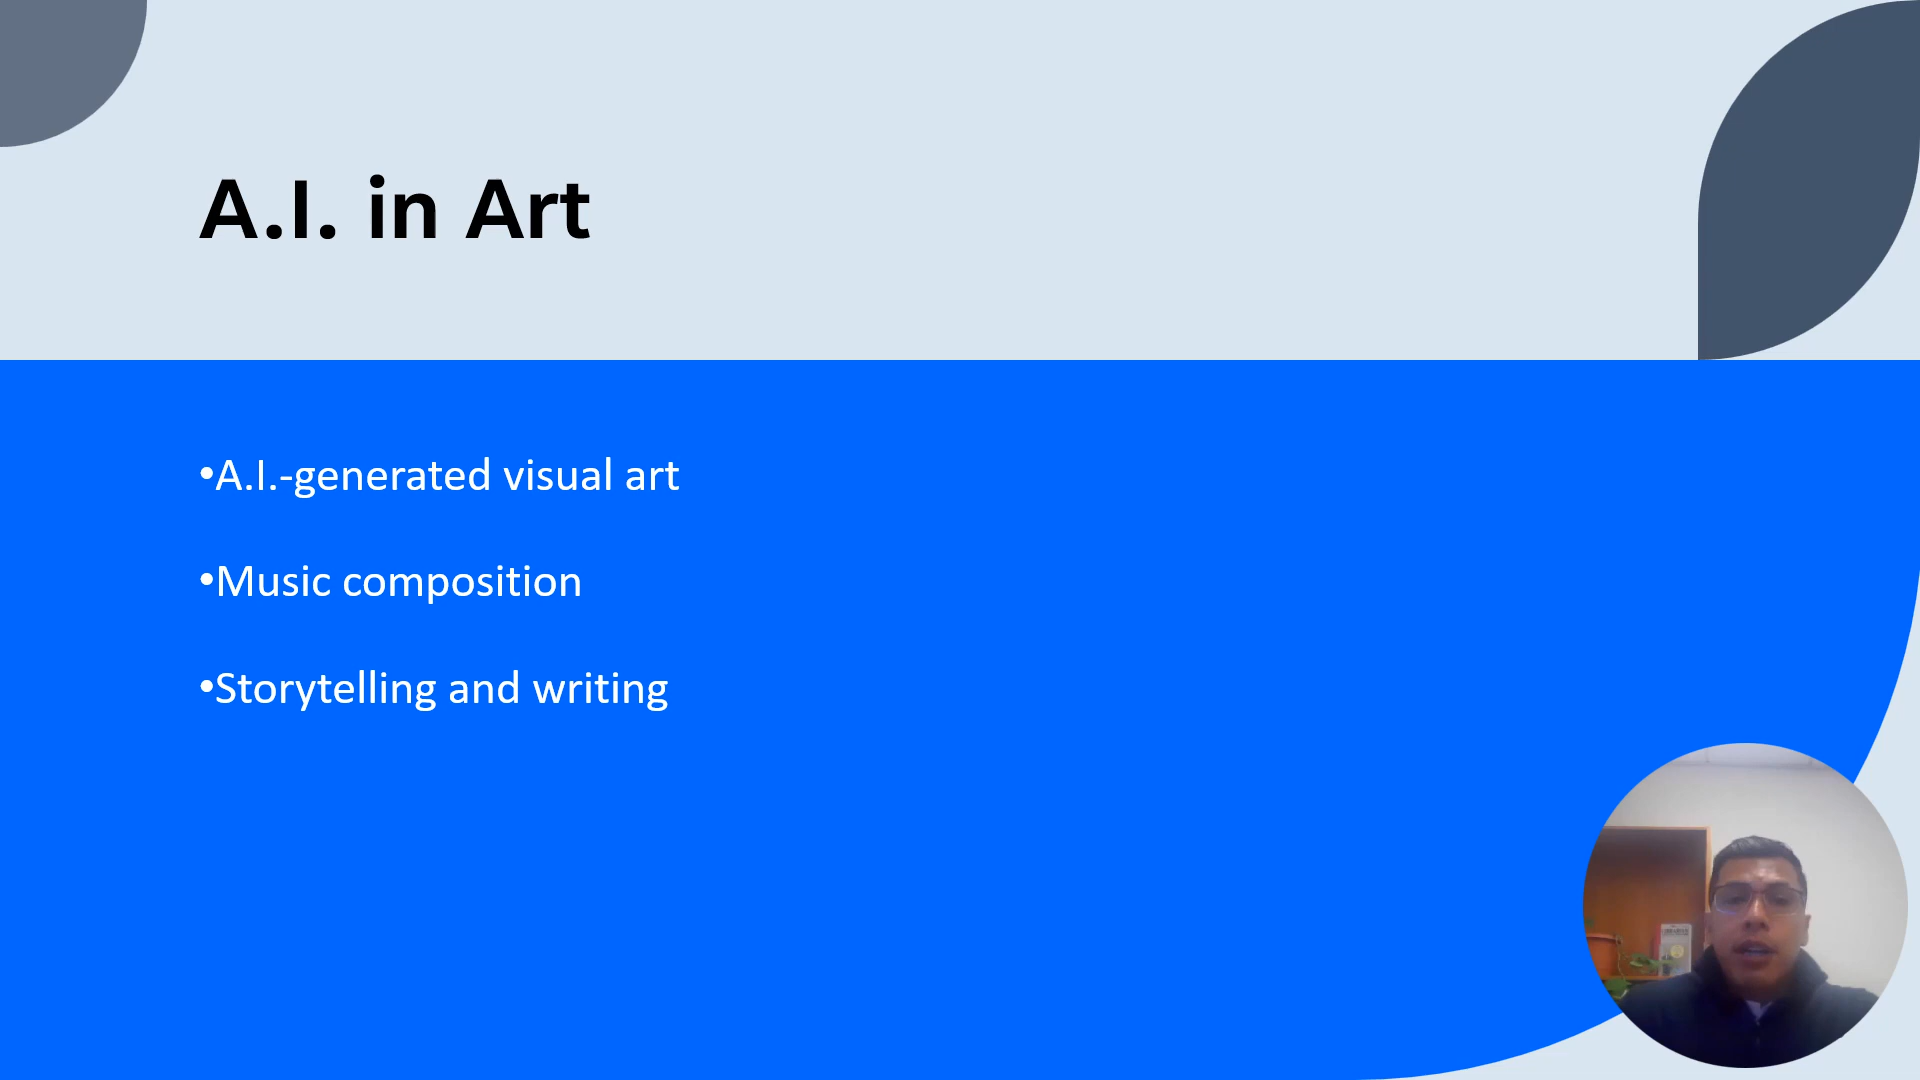 A.I. in Art
•A.I.-generated visual art
•Music composition
•Storytelling and writing